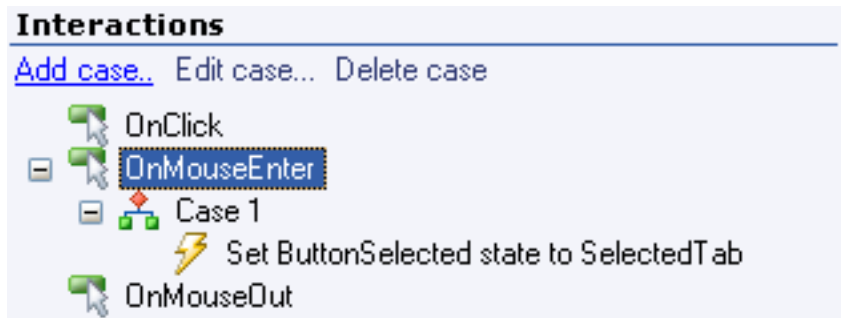 Interactions
Add case.. Edit case... Delete case
OnClick
OnMouseEnter
Case 1
Set ButtonSelected state to SelectedTab
OnMouseOut